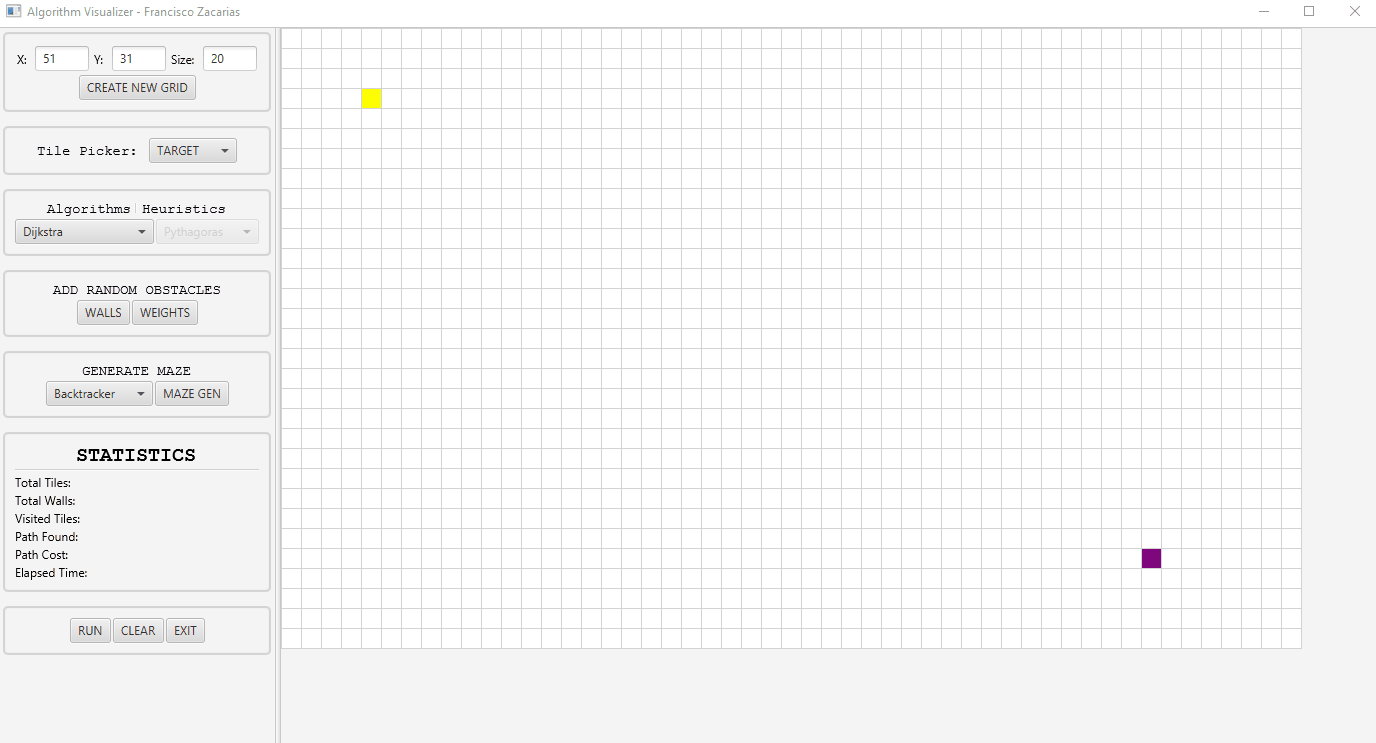 Algorithm Visualizer - Francisco Zacarias
X: 51 Y: 31 Size: 20
CREATE NEW GRID
Tile Picker: TARGET
Algorithms Heuristics
Dijkstra Pythagoras
ADD RANDOM OBSTACLES
WALLS WEIGHTS
GENERATE MAZE
Backtracker MAZE GEN
STATISTICS
Total Tiles:
Total Walls:
Visited Tiles:
Path Found:
Path Cost:
Elapsed Time:
RUN CLEAR EXIT